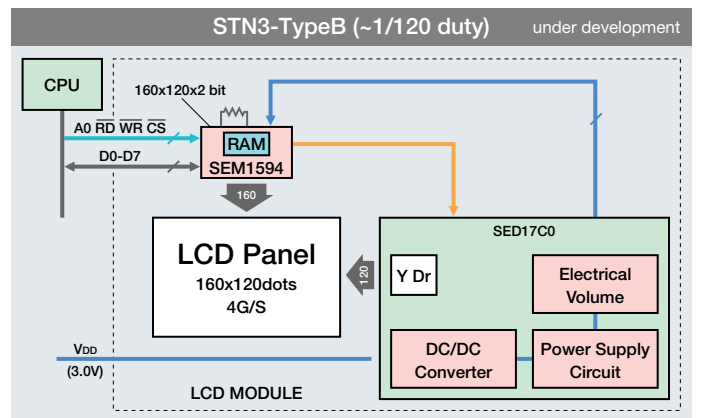 STN3-TypeB (~1/120 duty)
under development
CPU
160x120x2 bit
A0 RD WR CS
D0-D7
RAM
SEM1594
160
LCD Panel
160x120dots
4G/S
120
SED17C0
Y Dr
Electrical
Volume
DC/DC
Converter
Power Supply
Circuit
VDD
(3.0V)
LCD MODULE